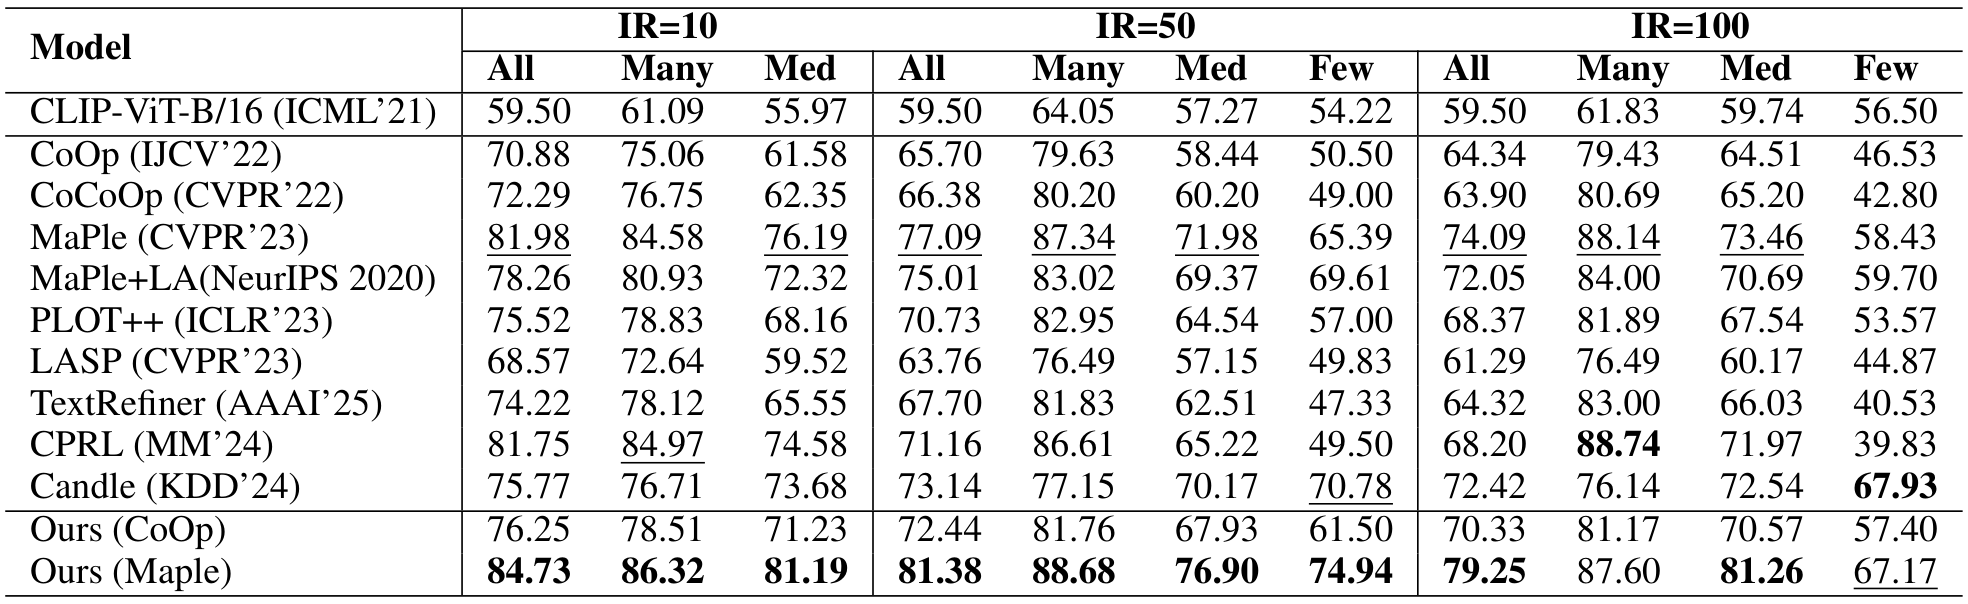 Model IR=10 IR=50 IR=100
All Many Med All Many Med Few All Many Med Few
CLIP-ViT-B/16 (ICML’21) 59.50 61.09 55.97 59.50 64.05 57.27 54.22 59.50 61.83 59.74 56.50
CoOp (IJCV’22) 70.88 75.06 61.58 65.70 79.63 58.44 50.50 64.34 79.43 64.51 46.53
CoCoOp (CVPR’22) 72.29 76.75 62.35 66.38 80.20 60.20 49.00 63.90 80.69 65.20 42.80
MaPle (CVPR’23) 81.98 84.58 76.19 77.09 87.34 71.98 65.39 74.09 88.14 73.46 58.43
MaPle+LA(NeurIPS 2020) 78.26 80.93 72.32 75.01 83.02 69.37 69.61 72.05 84.00 70.69 59.70
PLOT++ (ICLR’23) 75.52 78.83 68.16 70.73 82.95 64.54 57.00 68.37 81.89 67.54 53.57
LASP (CVPR’23) 68.57 72.64 59.52 63.76 76.49 57.15 49.83 61.29 76.49 60.17 44.87
TextRefiner (AAAI’25) 74.22 78.12 65.55 67.70 81.83 62.51 47.33 64.32 83.00 66.03 40.53
CPRL (MM’24) 81.75 84.97 74.58 71.16 86.61 65.22 49.50 68.20 88.74 71.97 39.83
Candle (KDD’24) 75.77 76.71 73.68 73.14 77.15 70.17 70.78 72.42 76.14 72.54 67.93
Ours (CoOp) 76.25 78.51 71.23 72.44 81.76 67.93 61.50 70.33 81.17 70.57 57.40
Ours (Maple) 84.73 86.32 81.19 81.38 88.68 76.90 74.94 79.25 87.60 81.26 67.17